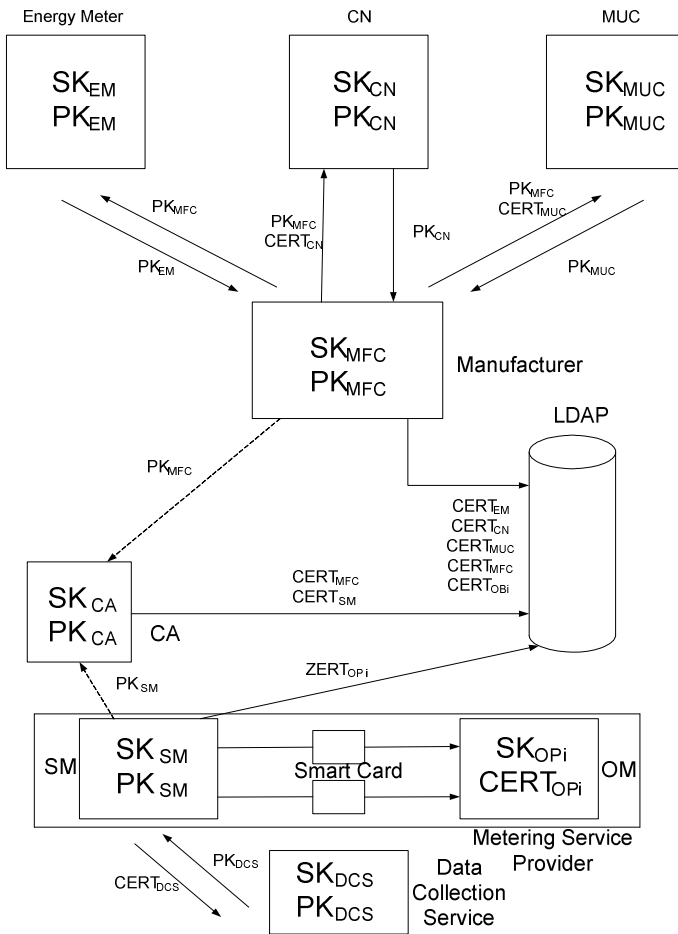 Energy Meter
CN
MUC
SKEM
PKEM
SKCN
PKCN
SKMUC
PKMUC
PKMFC
PKEM
PKMFC
CERTCN
PKCN
PKMFC
CERTMUC
PKMUC
SKMFC
PKMFC
Manufacturer
LDAP
PKMFC
CERTEM
CERTCN
CERTMUC
CERTMFC
CERTOBi
SKCA
PKCA
CA
CERTMFC
CERTSM
PKSM
ZERTOPi
SM
SKSM
PKSM
Smart Card
SKOPi
CERTOPi
OM
Metering Service
Provider
CERTDCS
PKDCS
SKDCS
PKDCS
Data
Collection
Service